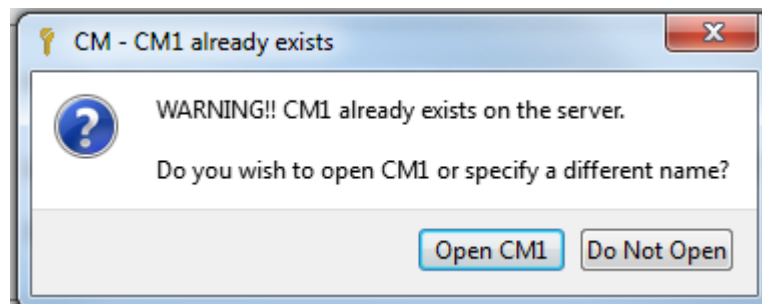 CM - CM1 already exists
WARNING!! CM1 already exists on the server.
Do you wish to open CM1 or specify a different name?
Open CM1
Do Not Open